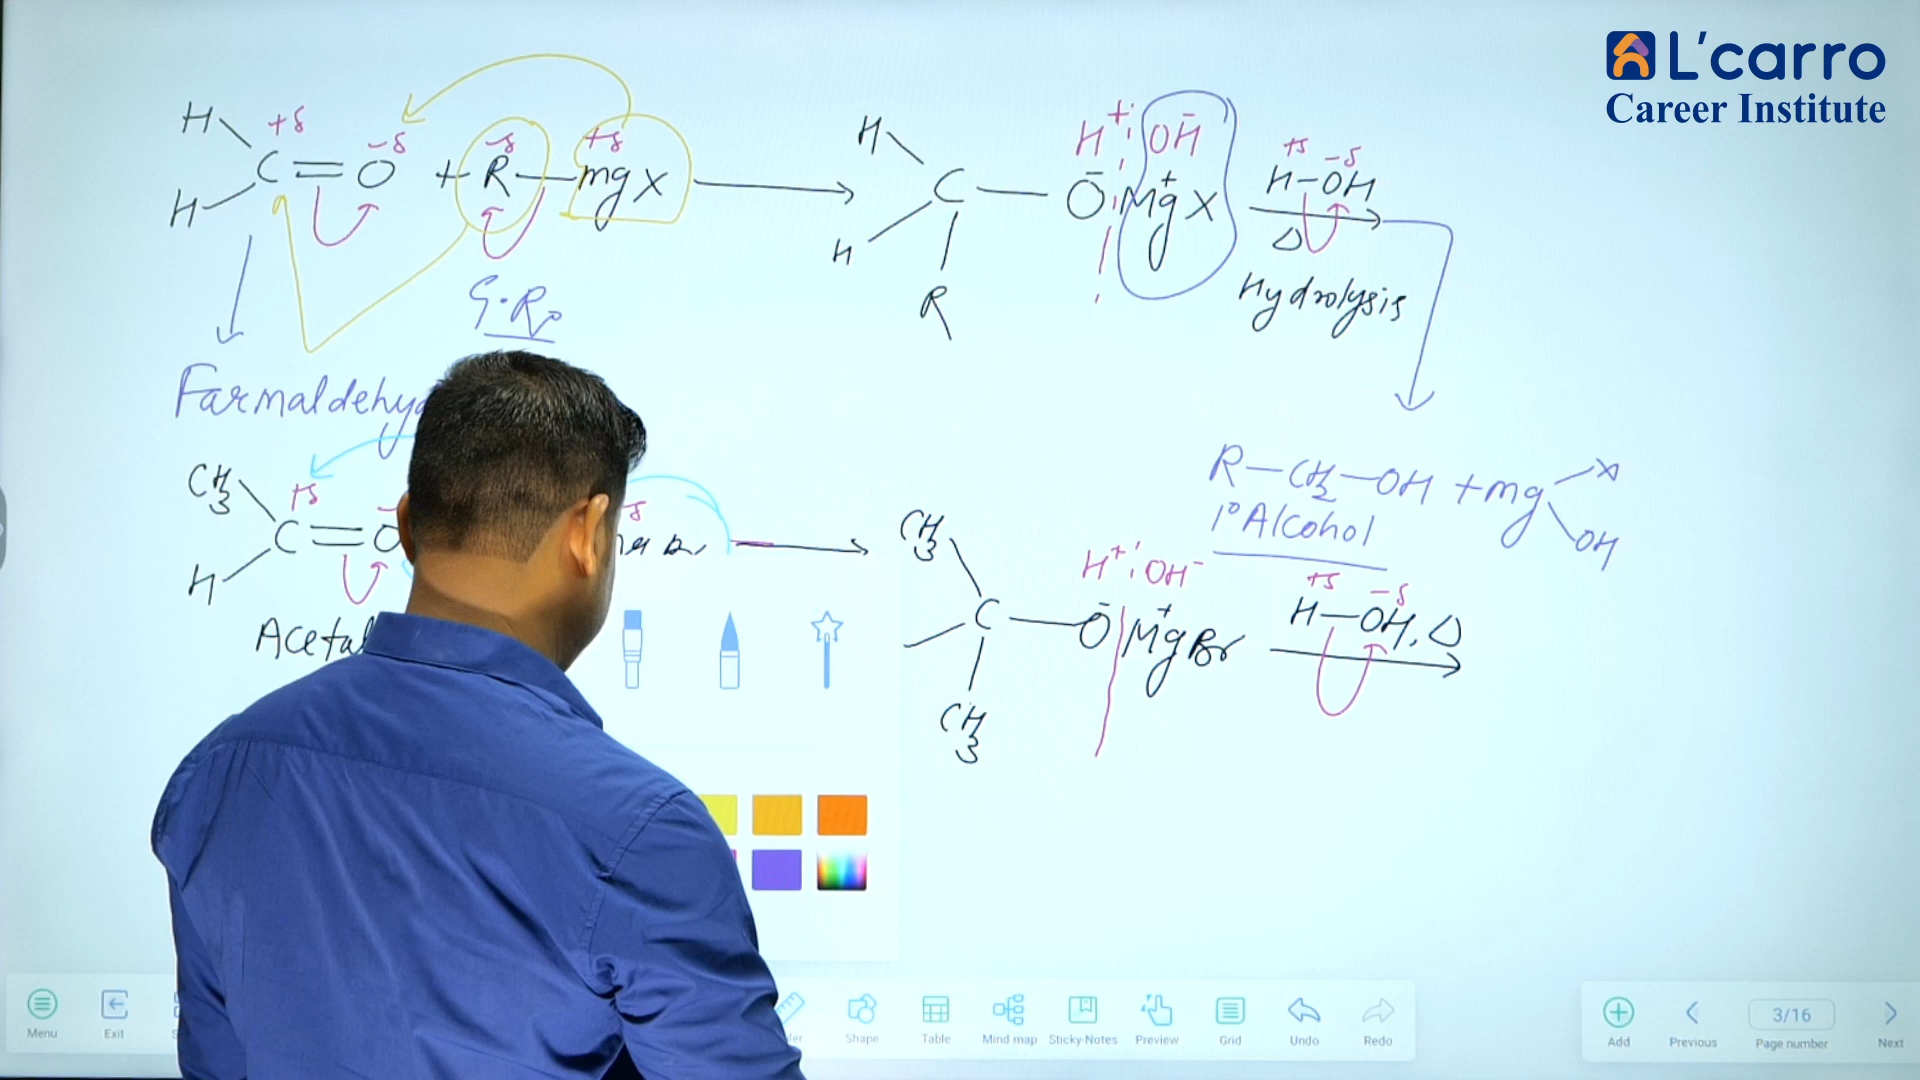 L'carro
Career Institute
H
+δ
-δ
C=O + R-mgX
-δ
+δ
H
G.R.
Farmaldehy
H
C-O⁻ Mg⁺X
H⁺ OH⁻
H
R
+δ -δ
H-OH
Δ
Hydrolysis
R-CH2-OH + mg
X
OH
1° Alcohol
CH3
+δ
C=O
H
Acetal
CH3
C-O⁻ Mg⁺Br
H⁺ OH⁻
CH3
+δ -δ
H-OH, Δ
Menu
Exit
Shape
Table
Mind map
Sticky Notes
Preview
Grid
Undo
Redo
Add
Previous
3/16
Page number
Next